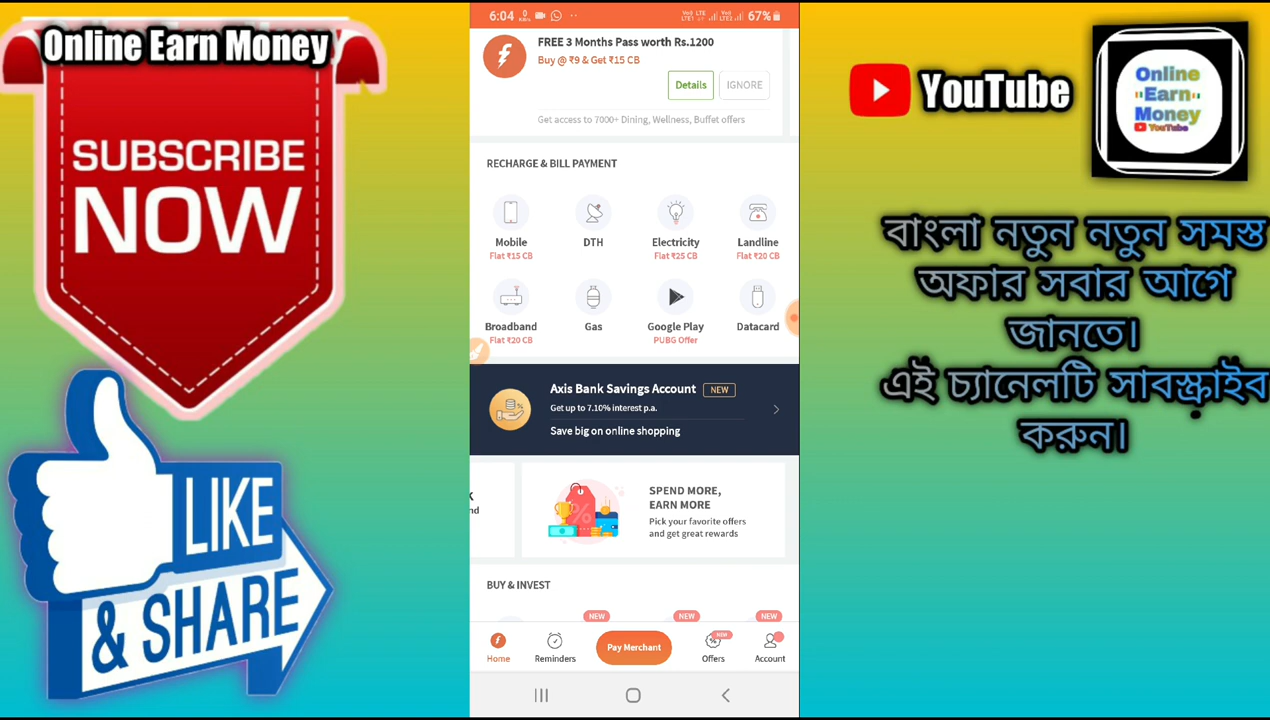 Online Earn Money
SUBSCRIBE
NOW
LIKE
& SHARE
6:04
67%
FREE 3 Months Pass worth Rs.1200
Buy @ ₹9 & Get ₹15 CB
Details
IGNORE
Get access to 7000+ Dining, Wellness, Buffet offers
RECHARGE & BILL PAYMENT
Mobile
Flat ₹15 CB
DTH
Electricity
Flat ₹25 CB
Landline
Flat ₹20 CB
Broadband
Flat ₹20 CB
Gas
Google Play
PUBG Offer
Datacard
Axis Bank Savings Account
NEW
Get up to 7.10% interest p.a.
Save big on online shopping
K
nd
SPEND MORE,
EARN MORE
Pick your favorite offers
and get great rewards
BUY & INVEST
NEW
NEW
NEW
Home
Reminders
Pay Merchant
NEW
Offers
Account
YouTube
Online
Earn
Money
YouTube
বাংলা নতুন নতুন সমস্ত
অফার সবার আগে
জানতে।
এই চ্যানেলটি সাবস্ক্রাইব
করুন।